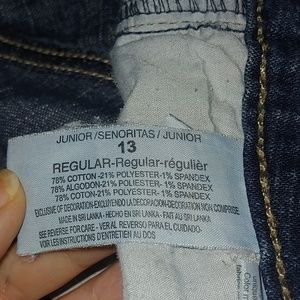 JUNIOR/SEÑORITAS/JUNIOR
13
REGULAR-Regular-régulièr
78% COTTON-21% POLYESTER-1% SPANDEX
78% ALGODON-21% POLIESTER-1% SPANDEX
78% COTON-21% POLYESTER-1% SPANDEX
EXCLUSIVE OF DECORATION-EXCLUYENDO LA DECORACION-DECORATION NON COMPRISE
MADE IN SRI LANKA - HECHO EN SRI LANKA - FAIT AU SRI LANKA
SEE REVERSE FOR CARE - VER AL REVERSO PARA EL CUIDADO-
VOIR LES INSTRUCTIONS D'ENTRETIEN AU DOS